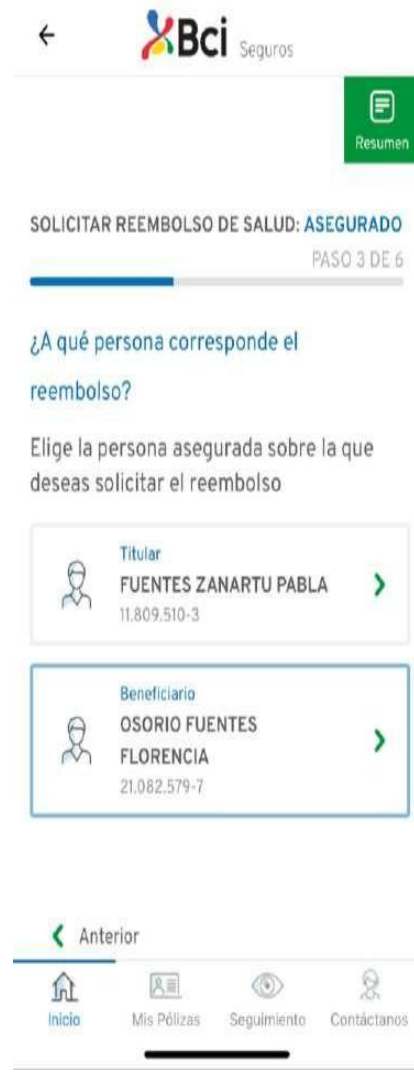 Bci Seguros
Resumen
SOLICITAR REEMBOLSO DE SALUD: ASEGURADO
PASO 3 DE 6
¿A qué persona corresponde el
reembolso?
Elige la persona asegurada sobre la que
deseas solicitar el reembolso
Titular
FUENTES ZANARTU PABLA
11.809.510-3
Beneficiario
OSORIO FUENTES
FLORENCIA
21.082.579-7
Anterior
Inicio Mis Pólizas Seguimiento Contáctanos